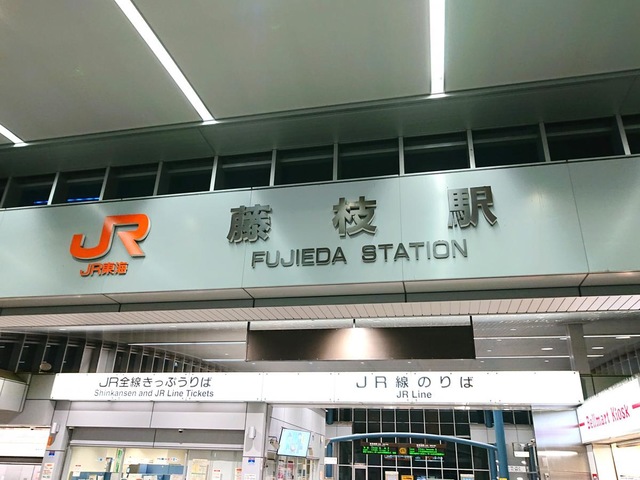 JR
JR東海
藤枝駅
FUJIEDA STATION
JR全線きっぷうりば
Shinkansen and JR Line Tickets
JR線のりば
JR Line
Bellmart Kiosk